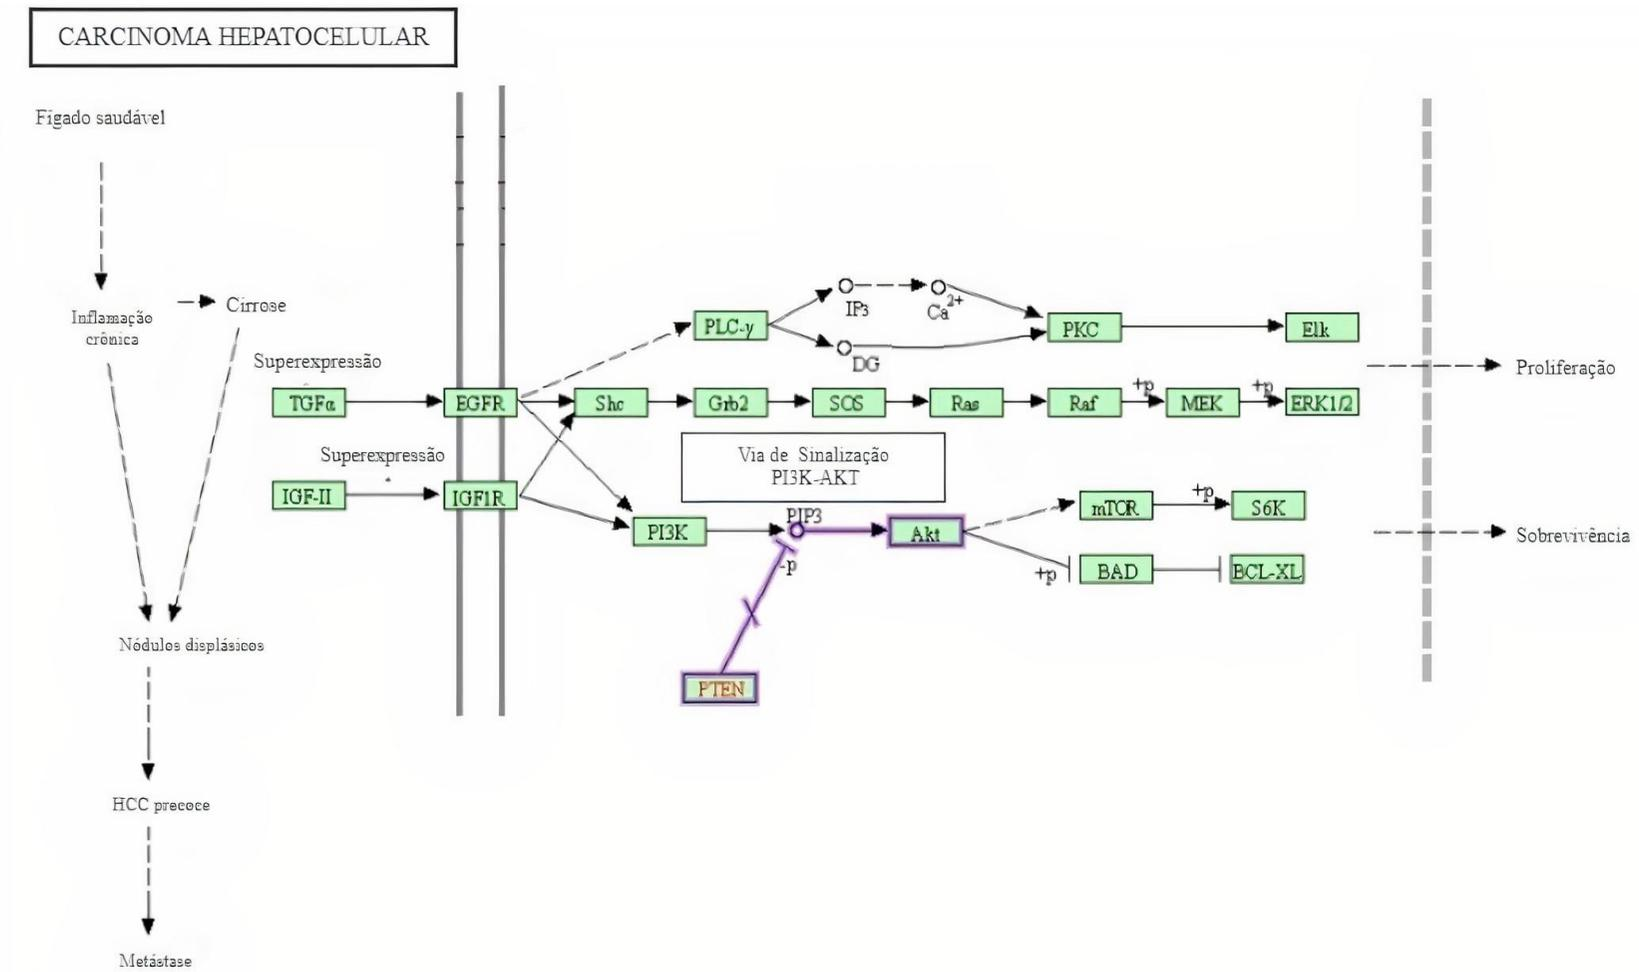 CARCINOMA HEPATOCELULAR
Fígado saudável
Inflamação
crônica
Cirrose
Superexpressão
TGFα
EGFR
Superexpressão
IGF-II
IGF1R
PLC-γ
IP3
Ca2+
DG
PKC
Elk
Shc
Grb2
SOS
Ras
Raf
+p
MEK
+p
ERK1/2
Proliferação
Via de Sinalização
PI3K-AKT
PI3K
PIP3
-p
Akt
mTOR
+p
S6K
+p
BAD
BCL-XL
Sobrevivência
PTEN
Nódulos displásicos
HCC precoce
Metástase